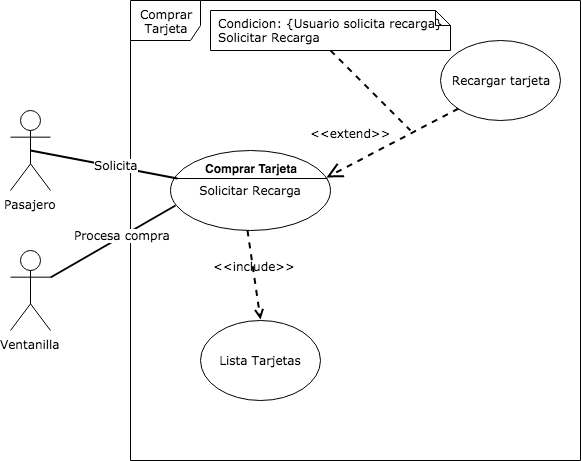 Comprar
Tarjeta
Condicion: {Usuario solicita recarga}
Solicitar Recarga
Recargar tarjeta
<<extend>>
Solicita
Comprar Tarjeta
Solicitar Recarga
Pasajero
Procesa compra
<<include>>
Ventanilla
Lista Tarjetas